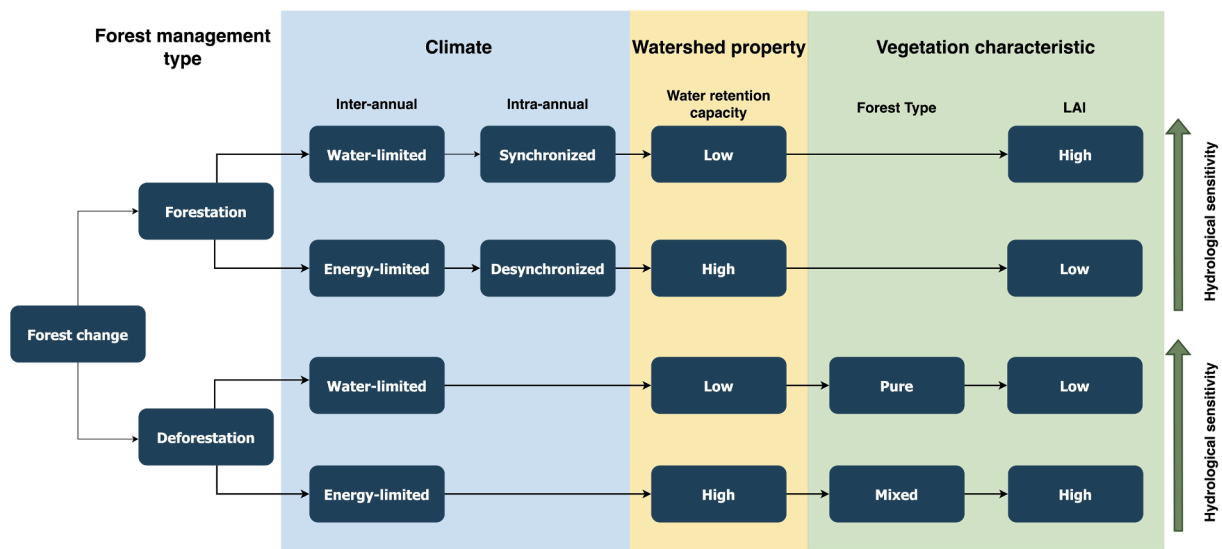 Forest management
type
Climate
Watershed property
Vegetation characteristic
Inter-annual
Intra-annual
Water retention
capacity
Forest Type
LAI
Water-limited
Synchronized
Low
High
Forestation
Energy-limited
Desynchronized
High
Low
Hydrological sensitivity
Forest change
Water-limited
Low
Pure
Low
Deforestation
Energy-limited
High
Mixed
High
Hydrological sensitivity